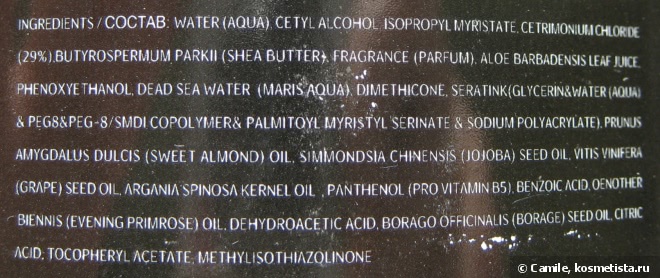 INGREDIENTS / СОСТАВ: WATER (AQUA), CETYL ALCOHOL, ISOPROPYL MYRISTATE, CETRIMONIUM CHLORIDE
(29%),BUTYROSPERMUM PARKII (SHEA BUTTER), FRAGRANCE (PARFUM), ALOE BARBADENSIS LEAF JUICE,
PHENOXYETHANOL, DEAD SEA WATER (MARIS AQUA), DIMETHICONE, SERATINK(GLYCERIN&WATER (AQUA)
& PEG8&PEG-8/SMDI COPOLYMER& PALMITOYL MYRISTYL SERINATE & SODIUM POLYACRYLATE), PRUNUS
AMYGDALUS DULCIS (SWEET ALMOND) OIL, SIMMONDSIA CHINENSIS (JOJOBA) SEED OIL, VITIS VINIFERA
(GRAPE) SEED OIL, ARGANIA SPINOSA KERNEL OIL , PANTHENOL (PRO VITAMIN B5), BENZOIC ACID, OENOTHER
BIENNIS (EVENING PRIMROSE) OIL, DEHYDROACETIC ACID, BORAGO OFFICINALIS (BORAGE) SEED OIL, CITRIC
ACID, TOCOPHERYL ACETATE, METHYLISOTHIAZOLINONE
© Camile, kosmetista.ru